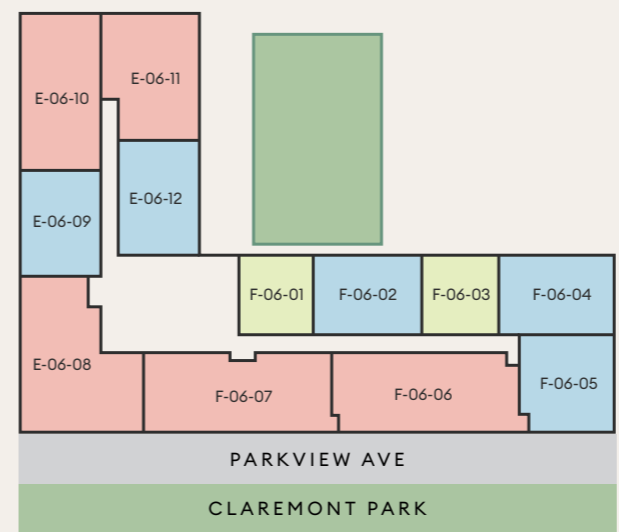 E-06-10
E-06-11
E-06-09
E-06-12
E-06-08
F-06-01
F-06-02
F-06-03
F-06-04
F-06-07
F-06-06
F-06-05
PARKVIEW AVE
CLAREMONT PARK